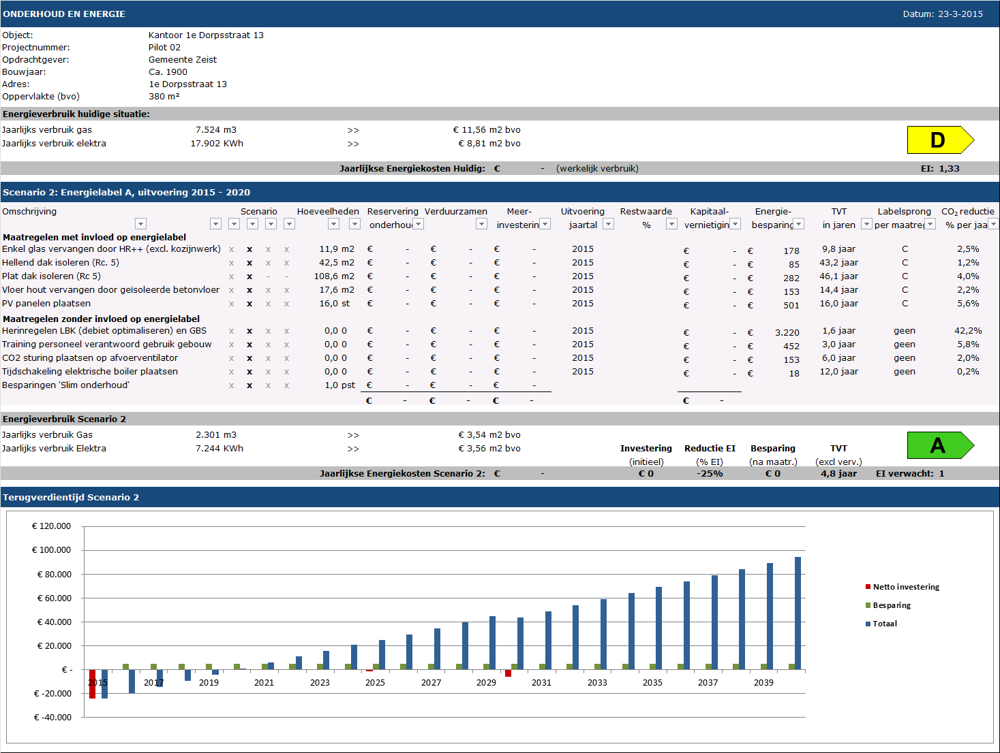 ONDERHOUD EN ENERGIE Datum: 23-3-2015
Object: Kantoor 1e Dorpsstraat 13
Projectnummer: Pilot 02
Opdrachtgever: Gemeente Zeist
Bouwjaar: Ca. 1900
Adres: 1e Dorpsstraat 13
Oppervlakte (bvo) 380 m²
Energieverbruik huidige situatie:
Jaarlijks verbruik gas 7.524 m3 >> € 11,56 m2 bvo
Jaarlijks verbruik elektra 17.902 KWh >> € 8,81 m2 bvo
D
Jaarlijkse Energiekosten Huidig: € - (werkelijk verbruik) EI: 1,33
Scenario 2: Energielabel A, uitvoering 2015 - 2020
Omschrijving Scenario Hoeveelheden Reservering Verduurzamen Meer- Uitvoering Restwaarde Kapitaal- Energie- TVT Labelsprong CO₂ reductie
onderhou investerin jaartal % vernietigin besparing in jaren per maatreg % per jaa
Maatregelen met invloed op energielabel
Enkel glas vervangen door HR++ (excl. kozijnwerk) x x x x 11,9 m2 € - € - € - 2015 € - € 178 9,8 jaar C 2,5%
Hellend dak isoleren (Rc. 5) x x x x 42,5 m2 € - € - € - 2015 € - € 85 43,2 jaar C 1,2%
Plat dak isoleren (Rc 5) x x - - 108,6 m2 € - € - € - 2015 € - € 282 46,1 jaar C 4,0%
Vloer hout vervangen door geïsoleerde betonvloer x x x x 17,6 m2 € - € - € - 2015 € - € 153 14,4 jaar C 2,2%
PV panelen plaatsen x x x x 16,0 st € - € - € - 2015 € - € 501 16,0 jaar C 5,6%
Maatregelen zonder invloed op energielabel
Herinregelen LBK (debiet optimaliseren) en GBS x x x x 0,0 0 € - € - € - 2015 € - € 3.220 1,6 jaar geen 42,2%
Training personeel verantwoord gebruik gebouw x x x x 0,0 0 € - € - € - 2015 € - € 452 3,0 jaar geen 5,8%
CO2 sturing plaatsen op afvoerventilator x x x x 0,0 0 € - € - € - 2015 € - € 153 6,0 jaar geen 2,0%
Tijdschakeling elektrische boiler plaatsen x x x x 0,0 0 € - € - € - 2015 € - € 18 12,0 jaar geen 0,2%
Besparingen 'Slim onderhoud' x x x x 1,0 pst € - € - € -
€ - € - € - € -
Energieverbruik Scenario 2
Jaarlijks verbruik Gas 2.301 m3 >> € 3,54 m2 bvo
Jaarlijks verbruik Elektra 7.244 KWh >> € 3,56 m2 bvo Investering Reductie EI Besparing TVT
A
(initieel) (% EI) (na maatr.) (excl verv.)
Jaarlijkse Energiekosten Scenario 2: € - € 0 -25% € 0 4,8 jaar EI verwacht: 1
Terugverdientijd Scenario 2
€ 120.000
€ 100.000
€ 80.000
€ 60.000
€ 40.000
€ 20.000
€ -
€ -20.000
€ -40.000
2015 2017 2019 2021 2023 2025 2027 2029 2031 2033 2035 2037 2039
Netto investering
Besparing
Totaal